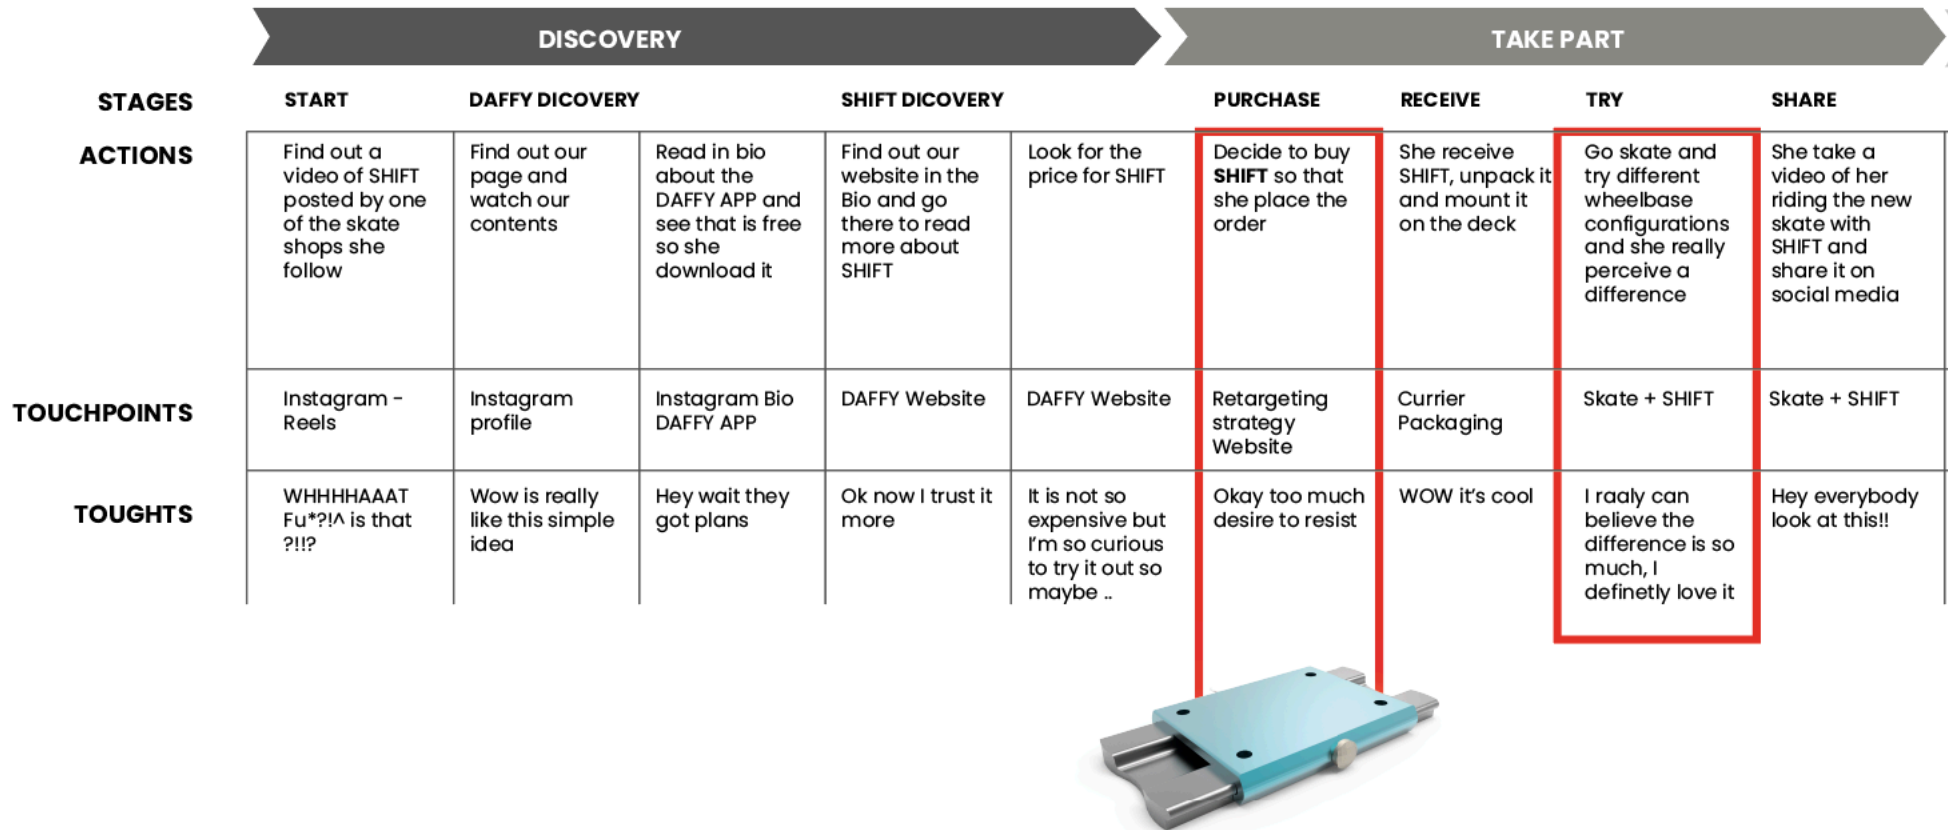 DISCOVERY
TAKE PART
STAGES
START
DAFFY DICOVERY
SHIFT DICOVERY
PURCHASE
RECEIVE
TRY
SHARE
ACTIONS
Find out a
video of SHIFT
posted by one
of the skate
shops she
follow
Find out our
page and
watch our
contents
Read in bio
about the
DAFFY APP and
see that is free
so she
download it
Find out our
website in the
Bio and go
there to read
more about
SHIFT
Look for the
price for SHIFT
Decide to buy
SHIFT so that
she place the
order
She receive
SHIFT, unpack it
and mount it
on the deck
Go skate and
try different
wheelbase
configurations
and she really
perceive a
difference
She take a
video of her
riding the new
skate with
SHIFT and
share it on
social media
TOUCHPOINTS
Instagram -
Reels
Instagram
profile
Instagram Bio
DAFFY APP
DAFFY Website
DAFFY Website
Retargeting
strategy
Website
Currier
Packaging
Skate + SHIFT
Skate + SHIFT
TOUGHTS
WHHHHAAAT
Fu*?!^ is that
?!!?
Wow is really
like this simple
idea
Hey wait they
got plans
Ok now I trust it
more
It is not so
expensive but
I'm so curious
to try it out so
maybe ..
Okay too much
desire to resist
WOW it's cool
I raaly can
believe the
difference is so
much, I
definetly love it
Hey everybody
look at this!!